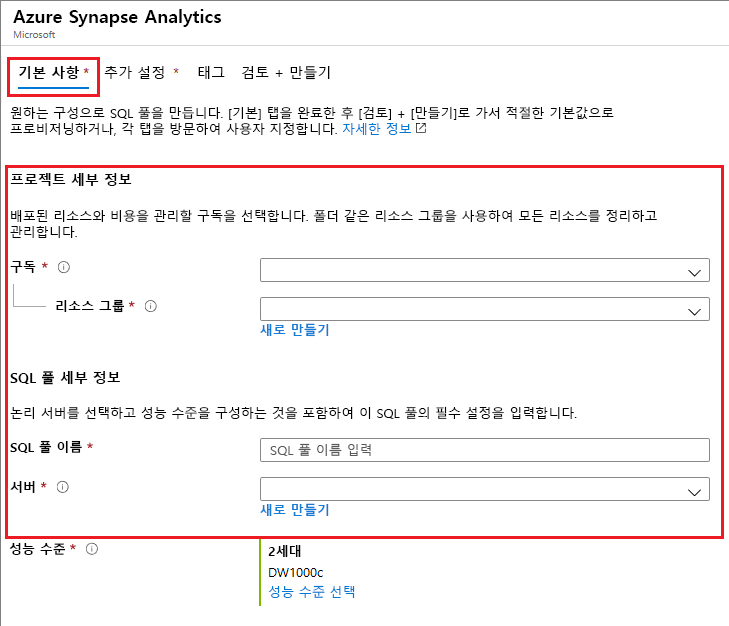 Azure Synapse Analytics
Microsoft
기본 사항 * 추가 설정 * 태그 검토 + 만들기
원하는 구성으로 SQL 풀을 만듭니다. [기본] 탭을 완료한 후 [검토] + [만들기]로 가서 적절한 기본값으로
프로비저닝하거나, 각 탭을 방문하여 사용자 지정합니다. 자세한 정보
프로젝트 세부 정보
배포된 리소스와 비용을 관리할 구독을 선택합니다. 폴더 같은 리소스 그룹을 사용하여 모든 리소스를 정리하고
관리합니다.
구독 *
리소스 그룹 *
새로 만들기
SQL 풀 세부 정보
논리 서버를 선택하고 성능 수준을 구성하는 것을 포함하여 이 SQL 풀의 필수 설정을 입력합니다.
SQL 풀 이름 * SQL 풀 이름 입력
서버 *
새로 만들기
성능 수준 * 2세대
DW1000c
성능 수준 선택